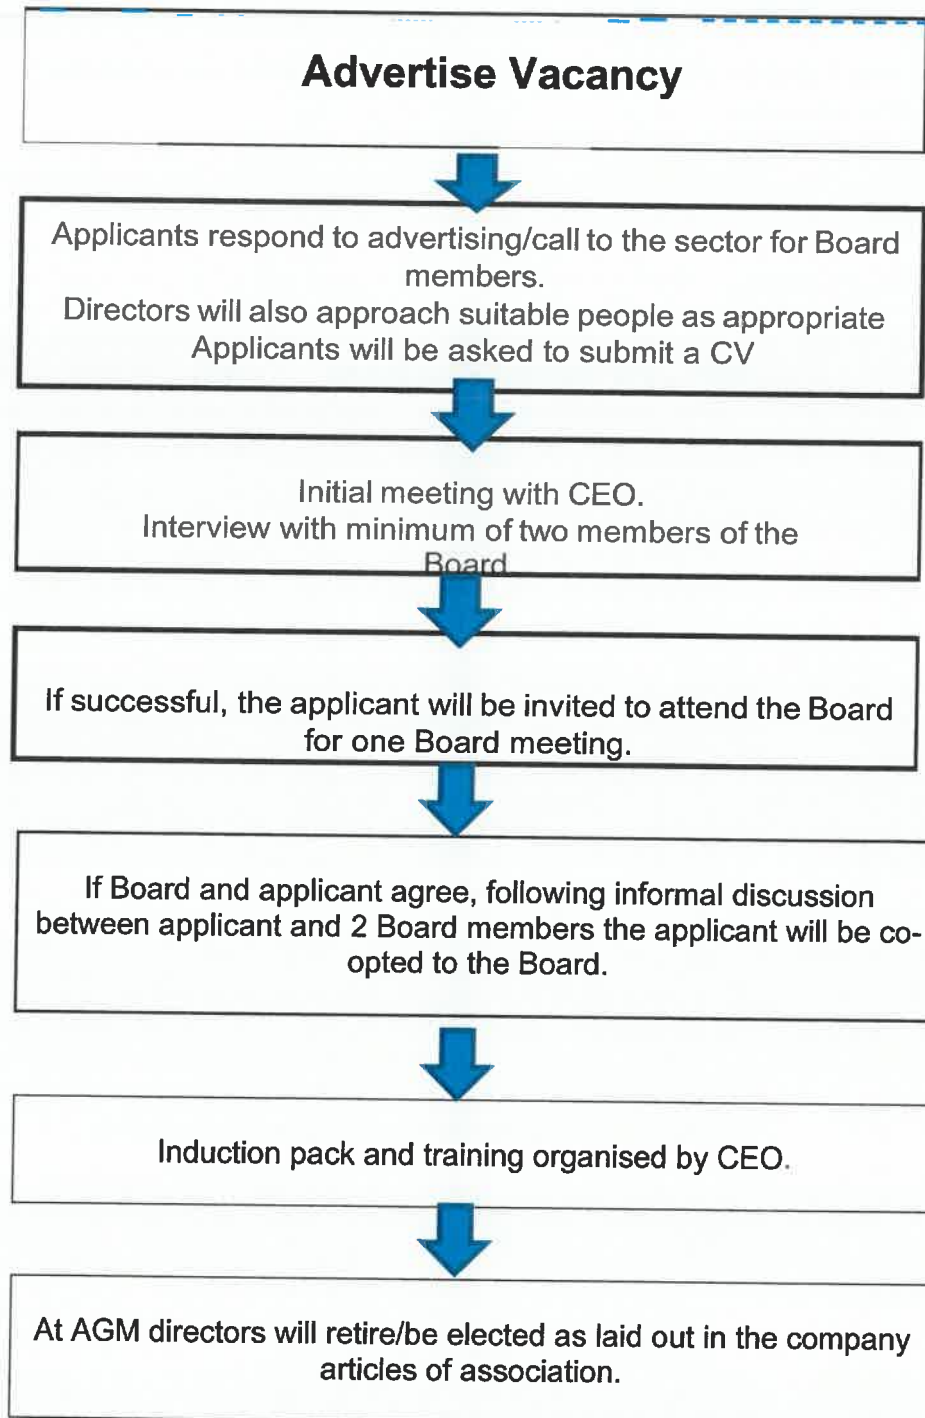 Advertise Vacancy
Applicants respond to advertising/call to the sector for Board
members.
Directors will also approach suitable people as appropriate
Applicants will be asked to submit a CV
Initial meeting with CEO.
Interview with minimum of two members of the
Board
If successful, the applicant will be invited to attend the Board
for one Board meeting.
If Board and applicant agree, following informal discussion
between applicant and 2 Board members the applicant will be co-
opted to the Board.
Induction pack and training organised by CEO.
At AGM directors will retire/be elected as laid out in the company
articles of association.